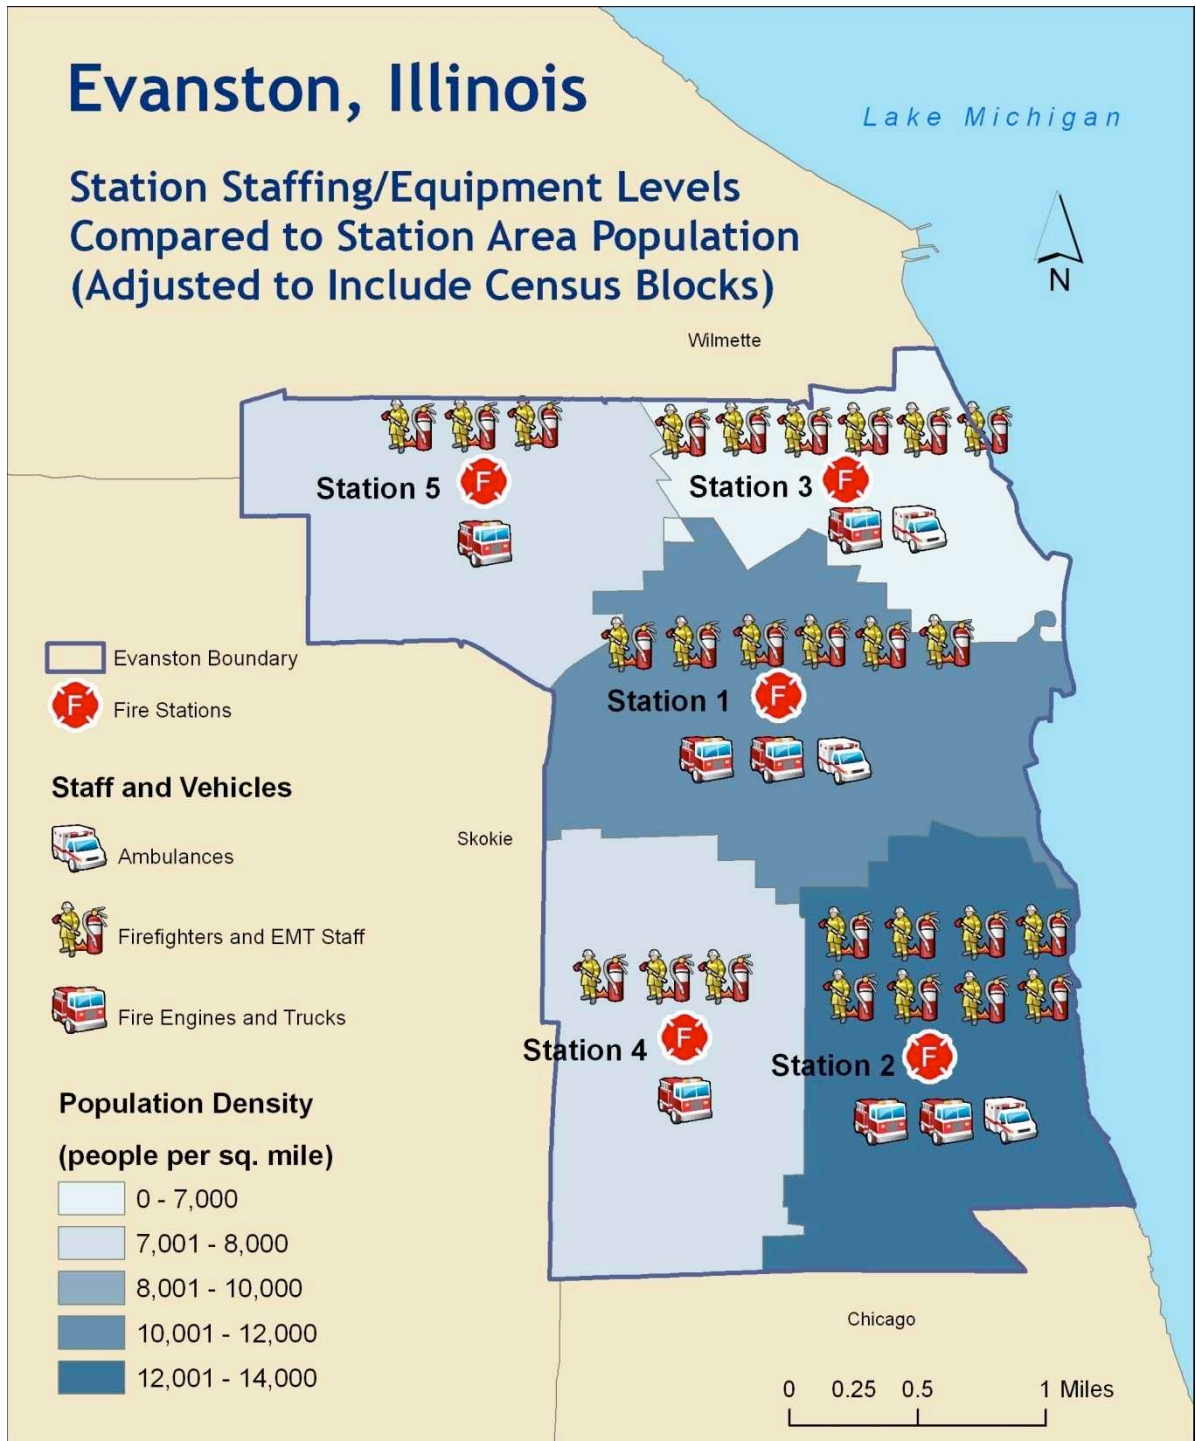 Evanston, Illinois
Lake Michigan
Station Staffing/Equipment Levels
Compared to Station Area Population
(Adjusted to Include Census Blocks)
N
Wilmette
Station 5
F
Station 3
F
Evanston Boundary
F
Fire Stations
Station 1
F
Staff and Vehicles
Ambulances
Skokie
Firefighters and EMT Staff
Fire Engines and Trucks
Station 4
F
Station 2
F
Population Density
(people per sq. mile)
0 - 7,000
7,001 - 8,000
8,001 - 10,000
10,001 - 12,000
12,001 - 14,000
Chicago
0 0.25 0.5 1 Miles